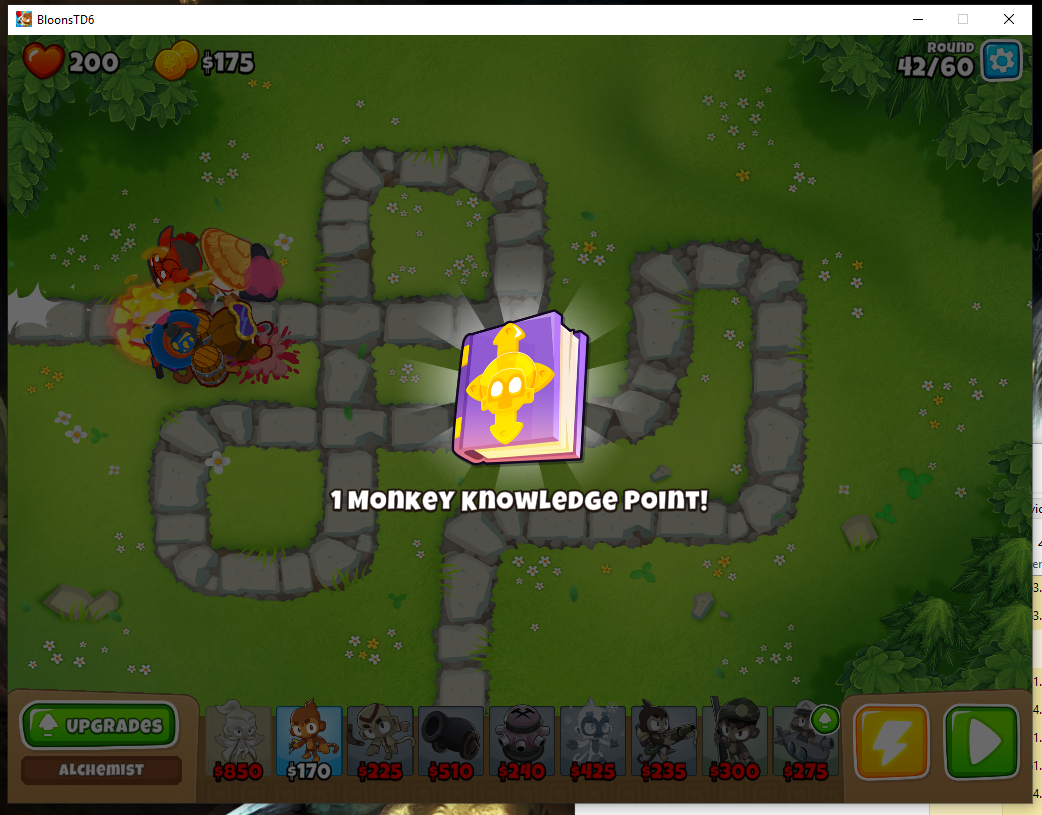 BloonsTD6
200
$175
Round
42/60
1 Monkey Knowledge Point!
Upgrades
Alchemist
$850
$170
$225
$510
$240
$425
$235
$300
$275